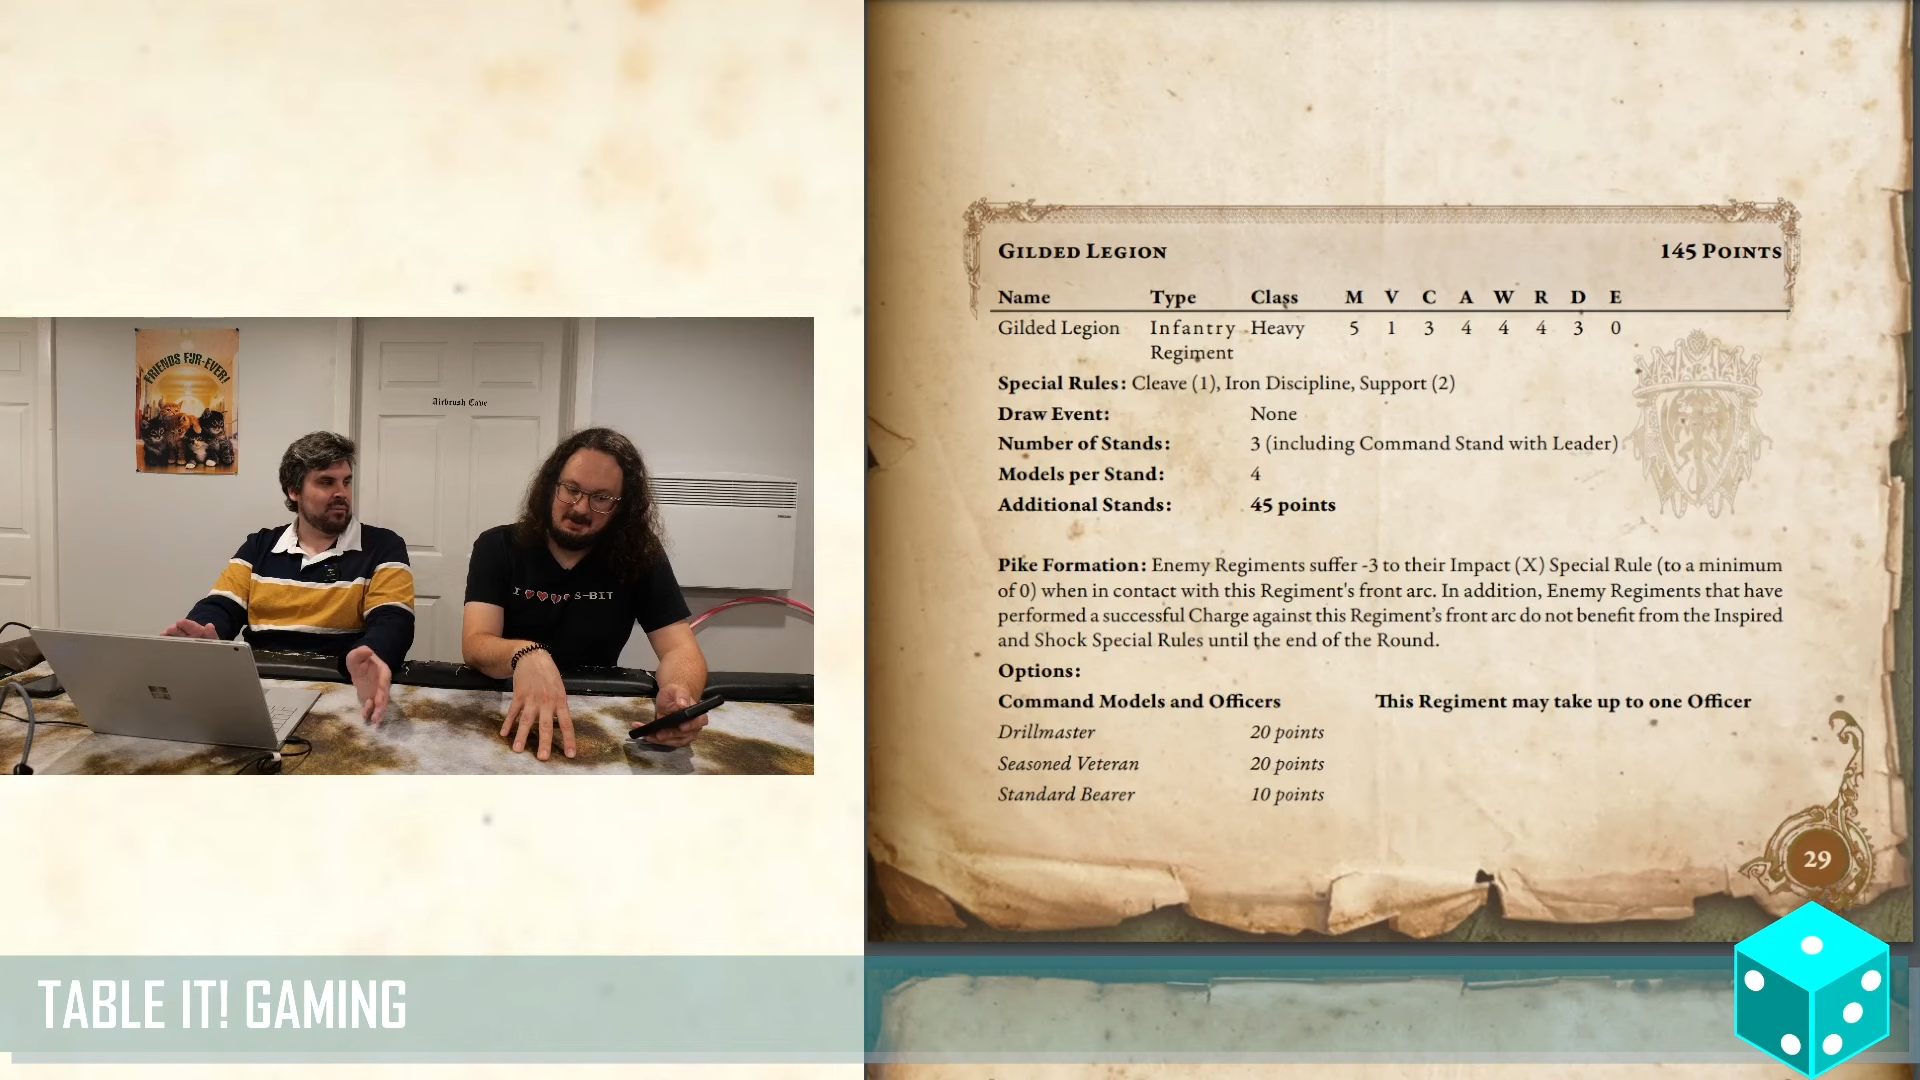 FRIENDS FUR-EVER!
Airbrush Cave
8-BIT
TABLE IT! GAMING
GILDED LEGION 145 POINTS
Name Type Class M V C A W R D E
Gilded Legion Infantry Heavy 5 1 3 4 4 4 3 0
Regiment
Special Rules: Cleave (1), Iron Discipline, Support (2)
Draw Event: None
Number of Stands: 3 (including Command Stand with Leader)
Models per Stand: 4
Additional Stands: 45 points
Pike Formation: Enemy Regiments suffer -3 to their Impact (X) Special Rule (to a minimum
of 0) when in contact with this Regiment's front arc. In addition, Enemy Regiments that have
performed a successful Charge against this Regiment’s front arc do not benefit from the Inspired
and Shock Special Rules until the end of the Round.
Options:
Command Models and Officers This Regiment may take up to one Officer
Drillmaster 20 points
Seasoned Veteran 20 points
Standard Bearer 10 points
29